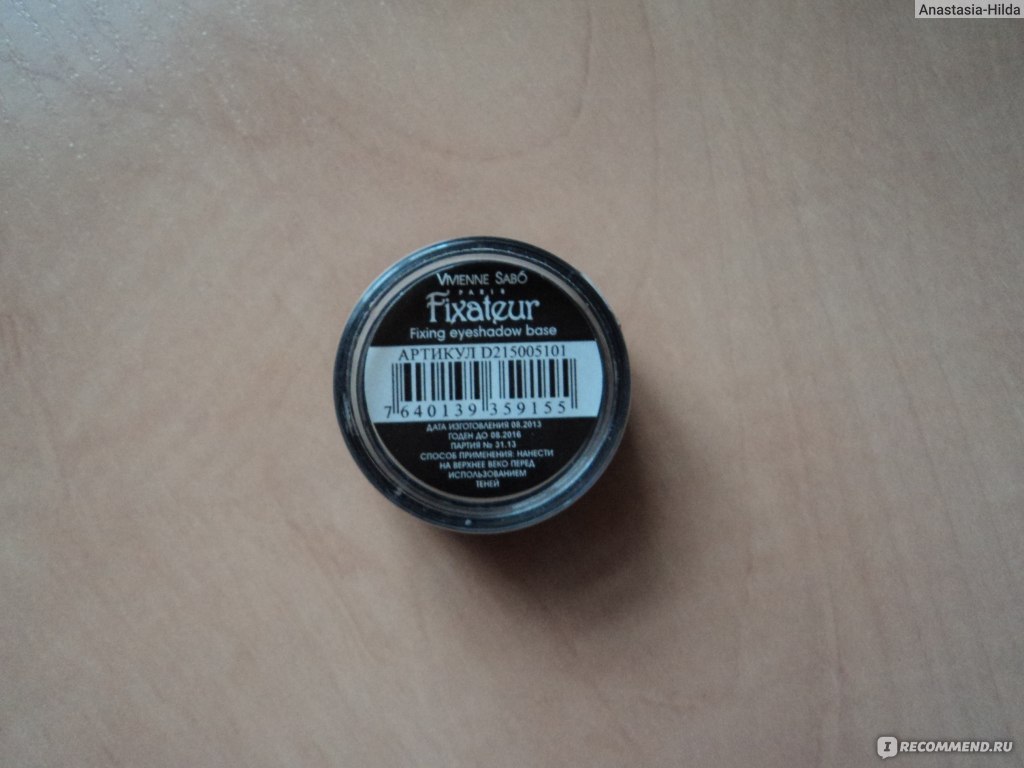 Anastasia-Hilda
VIVIENNE SABÓ
PARIS
Fixateur
Fixing eyeshadow base
АРТИКУЛ D215005101
7 640139 359155
ДАТА ИЗГОТОВЛЕНИЯ 08.2013
ГОДЕН ДО 08.2016
ПАРТИЯ № 31.13
СПОСОБ ПРИМЕНЕНИЯ: НАНЕСТИ
НА ВЕРХНЕЕ ВЕКО ПЕРЕД
ИСПОЛЬЗОВАНИЕМ
ТЕНЕЙ
IRECOMMEND.RU